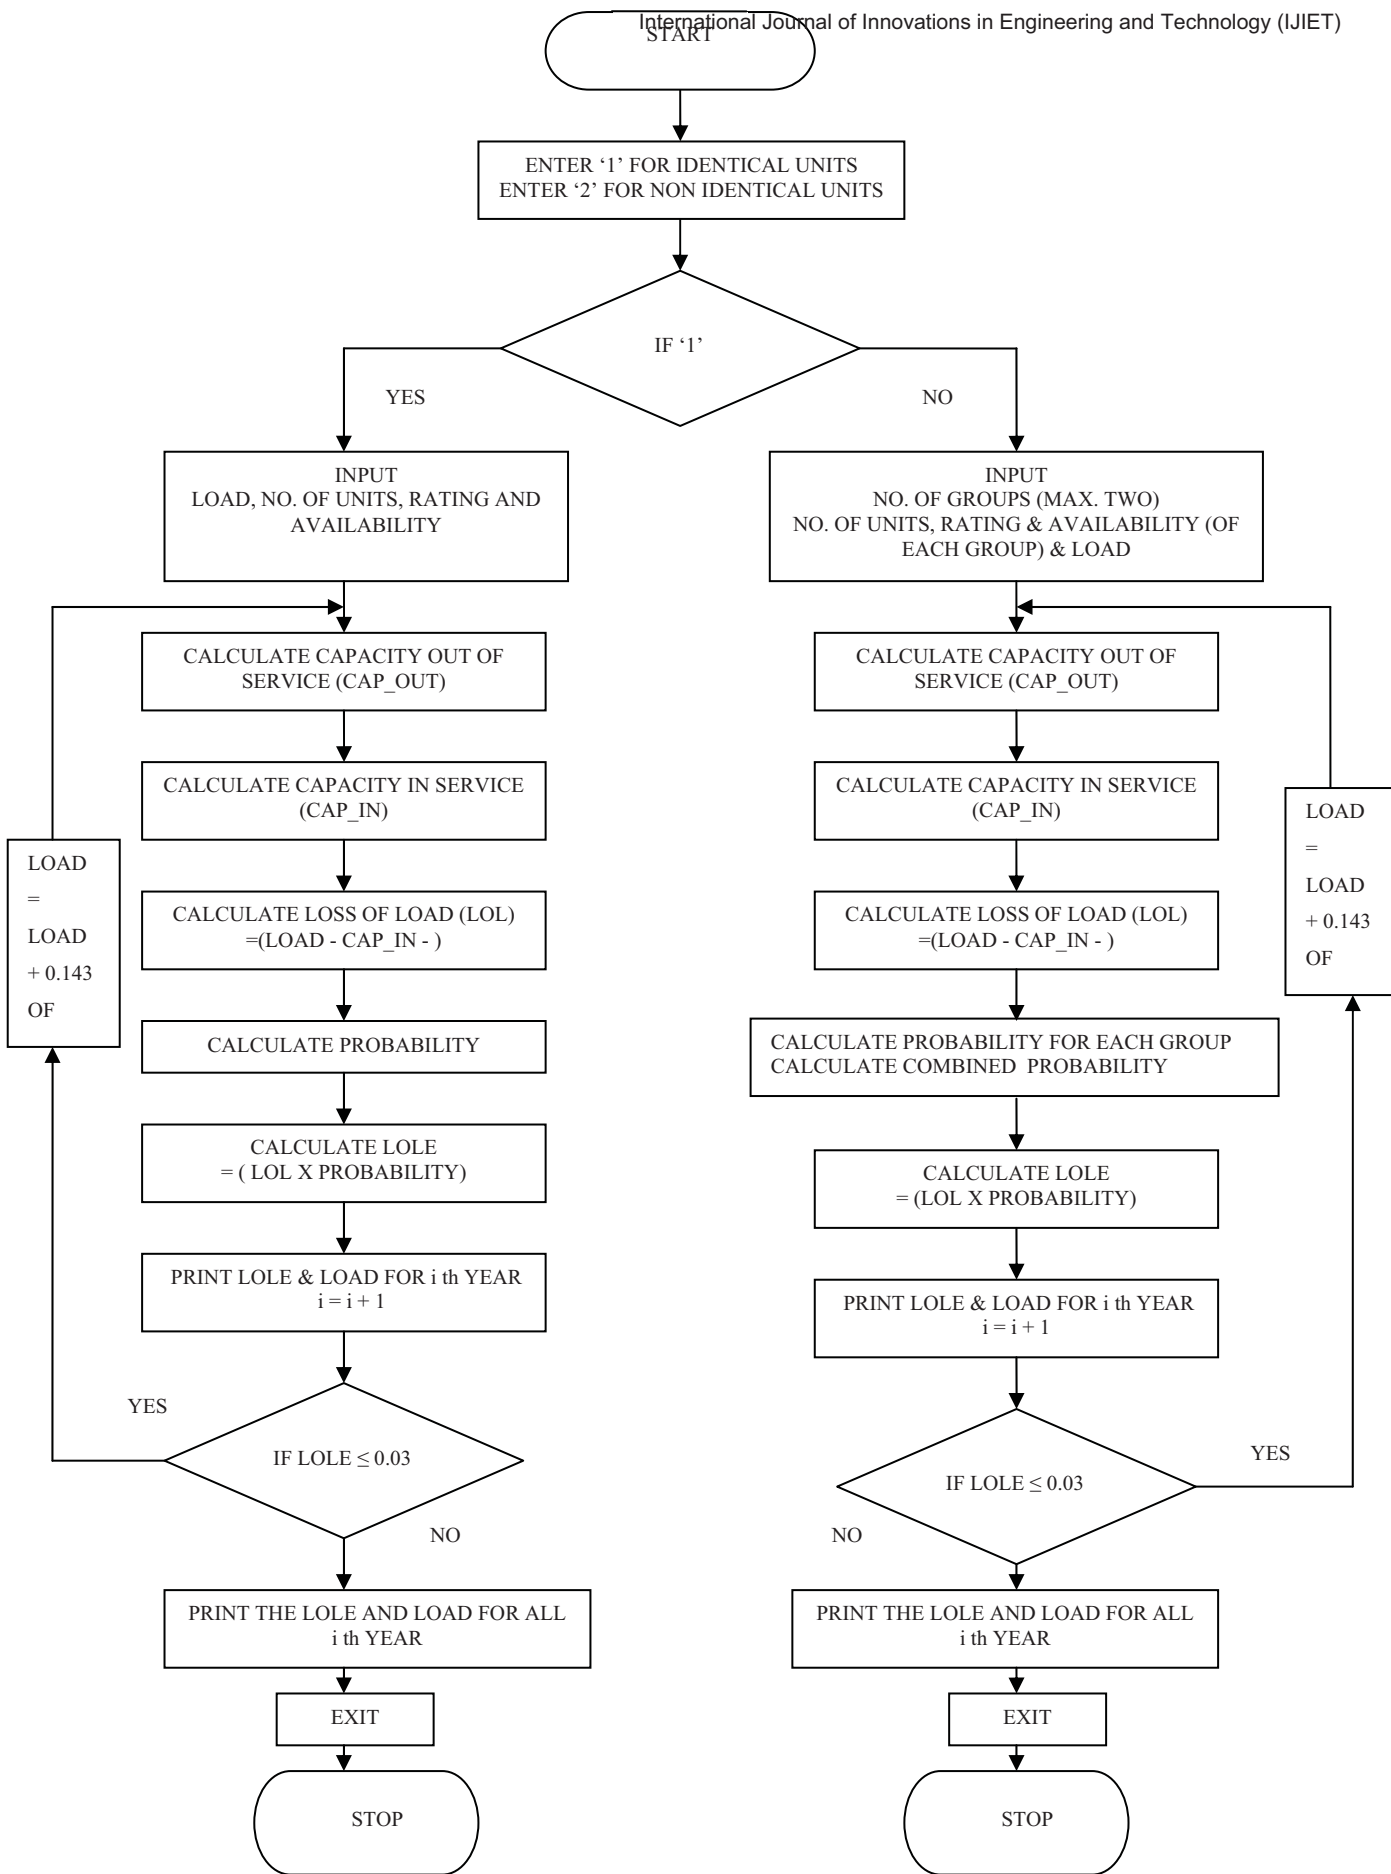 International Journal of Innovations in Engineering and Technology (IJIET)
START
ENTER ‘1’ FOR IDENTICAL UNITS
ENTER ‘2’ FOR NON IDENTICAL UNITS
IF ‘1’
YES
NO
INPUT
LOAD, NO. OF UNITS, RATING AND
AVAILABILITY
INPUT
NO. OF GROUPS (MAX. TWO)
NO. OF UNITS, RATING & AVAILABILITY (OF
EACH GROUP) & LOAD
CALCULATE CAPACITY OUT OF
SERVICE (CAP_OUT)
CALCULATE CAPACITY IN SERVICE
(CAP_IN)
LOAD
=
LOAD
+ 0.143
OF
CALCULATE LOSS OF LOAD (LOL)
=(LOAD - CAP_IN - )
CALCULATE PROBABILITY
CALCULATE LOLE
= ( LOL X PROBABILITY)
PRINT LOLE & LOAD FOR i th YEAR
i = i + 1
YES
IF LOLE ≤ 0.03
NO
PRINT THE LOLE AND LOAD FOR ALL
i th YEAR
EXIT
STOP
CALCULATE CAPACITY OUT OF
SERVICE (CAP_OUT)
CALCULATE CAPACITY IN SERVICE
(CAP_IN)
LOAD
=
LOAD
+ 0.143
OF
CALCULATE LOSS OF LOAD (LOL)
=(LOAD - CAP_IN - )
CALCULATE PROBABILITY FOR EACH GROUP
CALCULATE COMBINED  PROBABILITY
CALCULATE LOLE
= (LOL X PROBABILITY)
PRINT LOLE & LOAD FOR i th YEAR
i = i + 1
YES
IF LOLE ≤ 0.03
NO
PRINT THE LOLE AND LOAD FOR ALL
i th YEAR
EXIT
STOP